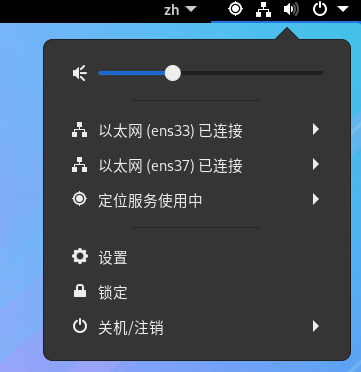 zh
以太网 (ens33) 已连接
以太网 (ens37) 已连接
定位服务使用中
设置
锁定
关机/注销